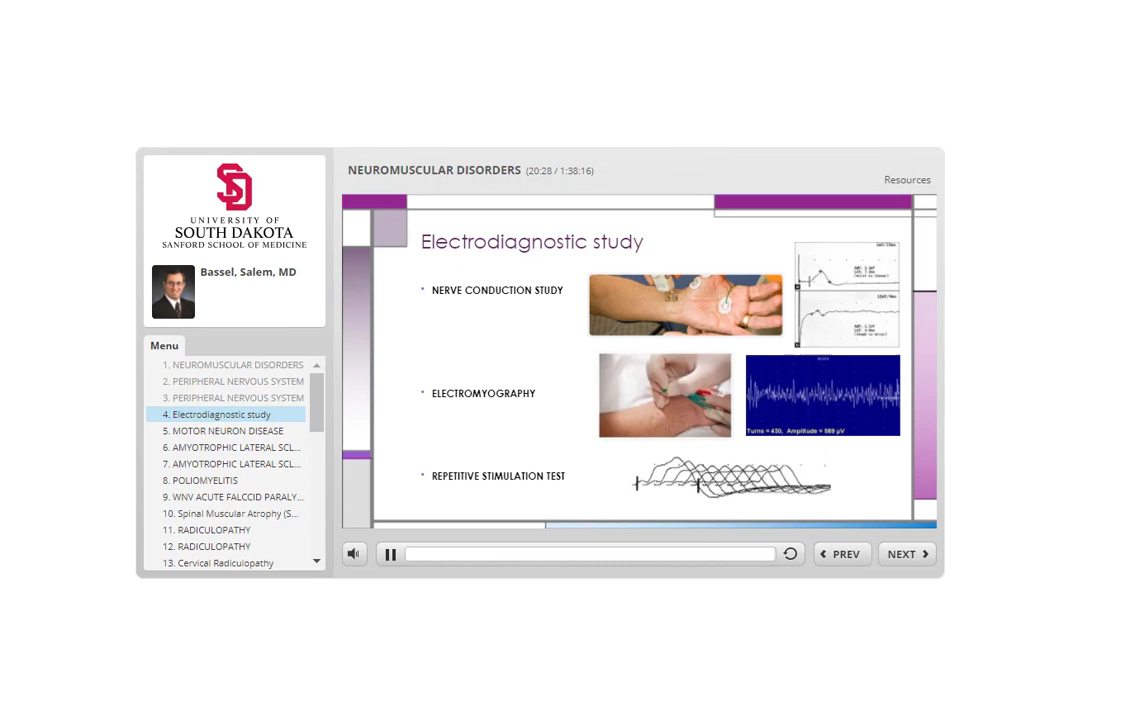 UNIVERSITY OF
SOUTH DAKOTA
SANFORD SCHOOL OF MEDICINE
Bassel, Salem, MD
Menu
1. NEUROMUSCULAR DISORDERS
2. PERIPHERAL NERVOUS SYSTEM
3. PERIPHERAL NERVOUS SYSTEM
4. Electrodiagnostic study
5. MOTOR NEURON DISEASE
6. AMYOTROPHIC LATERAL SCL...
7. AMYOTROPHIC LATERAL SCL...
8. POLIOMYELITIS
9. WNV ACUTE FALCCID PARALY...
10. Spinal Muscular Atrophy (S...
11. RADICULOPATHY
12. RADICULOPATHY
13. Cervical Radiculopathy
NEUROMUSCULAR DISORDERS (20:28 / 1:38:16)
Resources
Electrodiagnostic study
• NERVE CONDUCTION STUDY
• ELECTROMYOGRAPHY
Turns = 430, Amplitude = 989 µV
• REPETITIVE STIMULATION TEST
PREV
NEXT